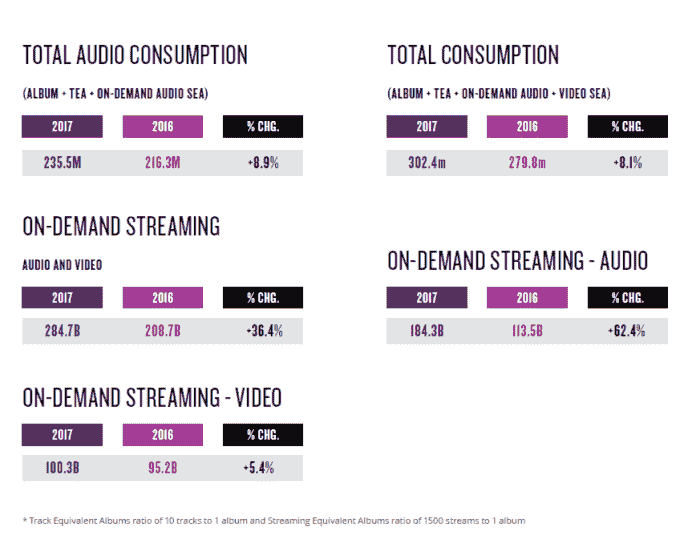 TOTAL AUDIO CONSUMPTION
(ALBUM + TEA + ON-DEMAND AUDIO SEA)
2017 2016 % CHG.
235.5M 216.3M +8.9%
TOTAL CONSUMPTION
(ALBUM + TEA + ON-DEMAND AUDIO + VIDEO SEA)
2017 2016 % CHG.
302.4m 279.8m +8.1%
ON-DEMAND STREAMING
AUDIO AND VIDEO
2017 2016 % CHG.
284.7B 208.7B +36.4%
ON-DEMAND STREAMING - AUDIO
2017 2016 % CHG.
184.3B 113.5B +62.4%
ON-DEMAND STREAMING - VIDEO
2017 2016 % CHG.
100.3B 95.2B +5.4%
* Track Equivalent Albums ratio of 10 tracks to 1 album and Streaming Equivalent Albums ratio of 1500 streams to 1 album